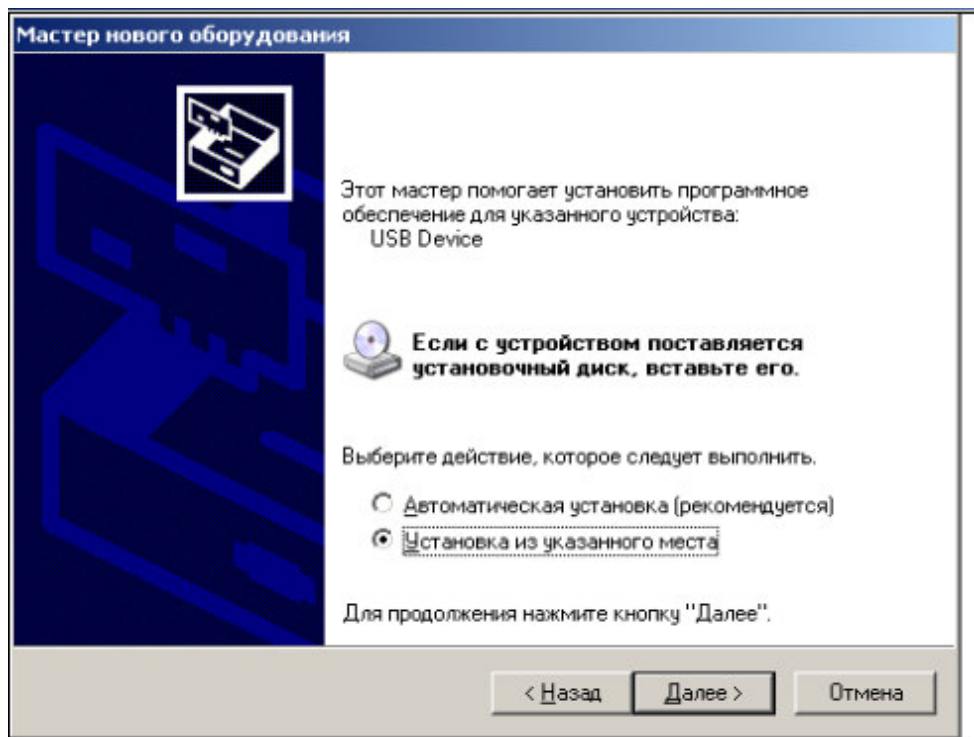 Мастер нового оборудования
Этот мастер помогает установить программное
обеспечение для указанного устройства:
USB Device
Если с устройством поставляется
установочный диск, вставьте его.
Выберите действие, которое следует выполнить.
Автоматическая установка (рекомендуется)
Установка из указанного места
Для продолжения нажмите кнопку "Далее".
< Назад
Далее >
Отмена